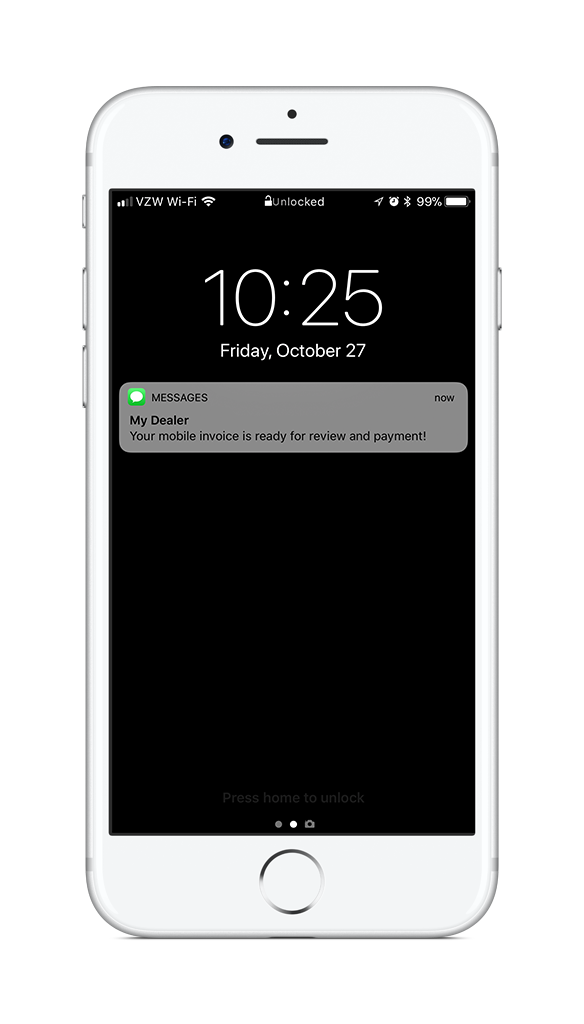 VZW Wi-Fi Unlocked 99%
10:25
Friday, October 27
MESSAGES now
My Dealer
Your mobile invoice is ready for review and payment!
Press home to unlock